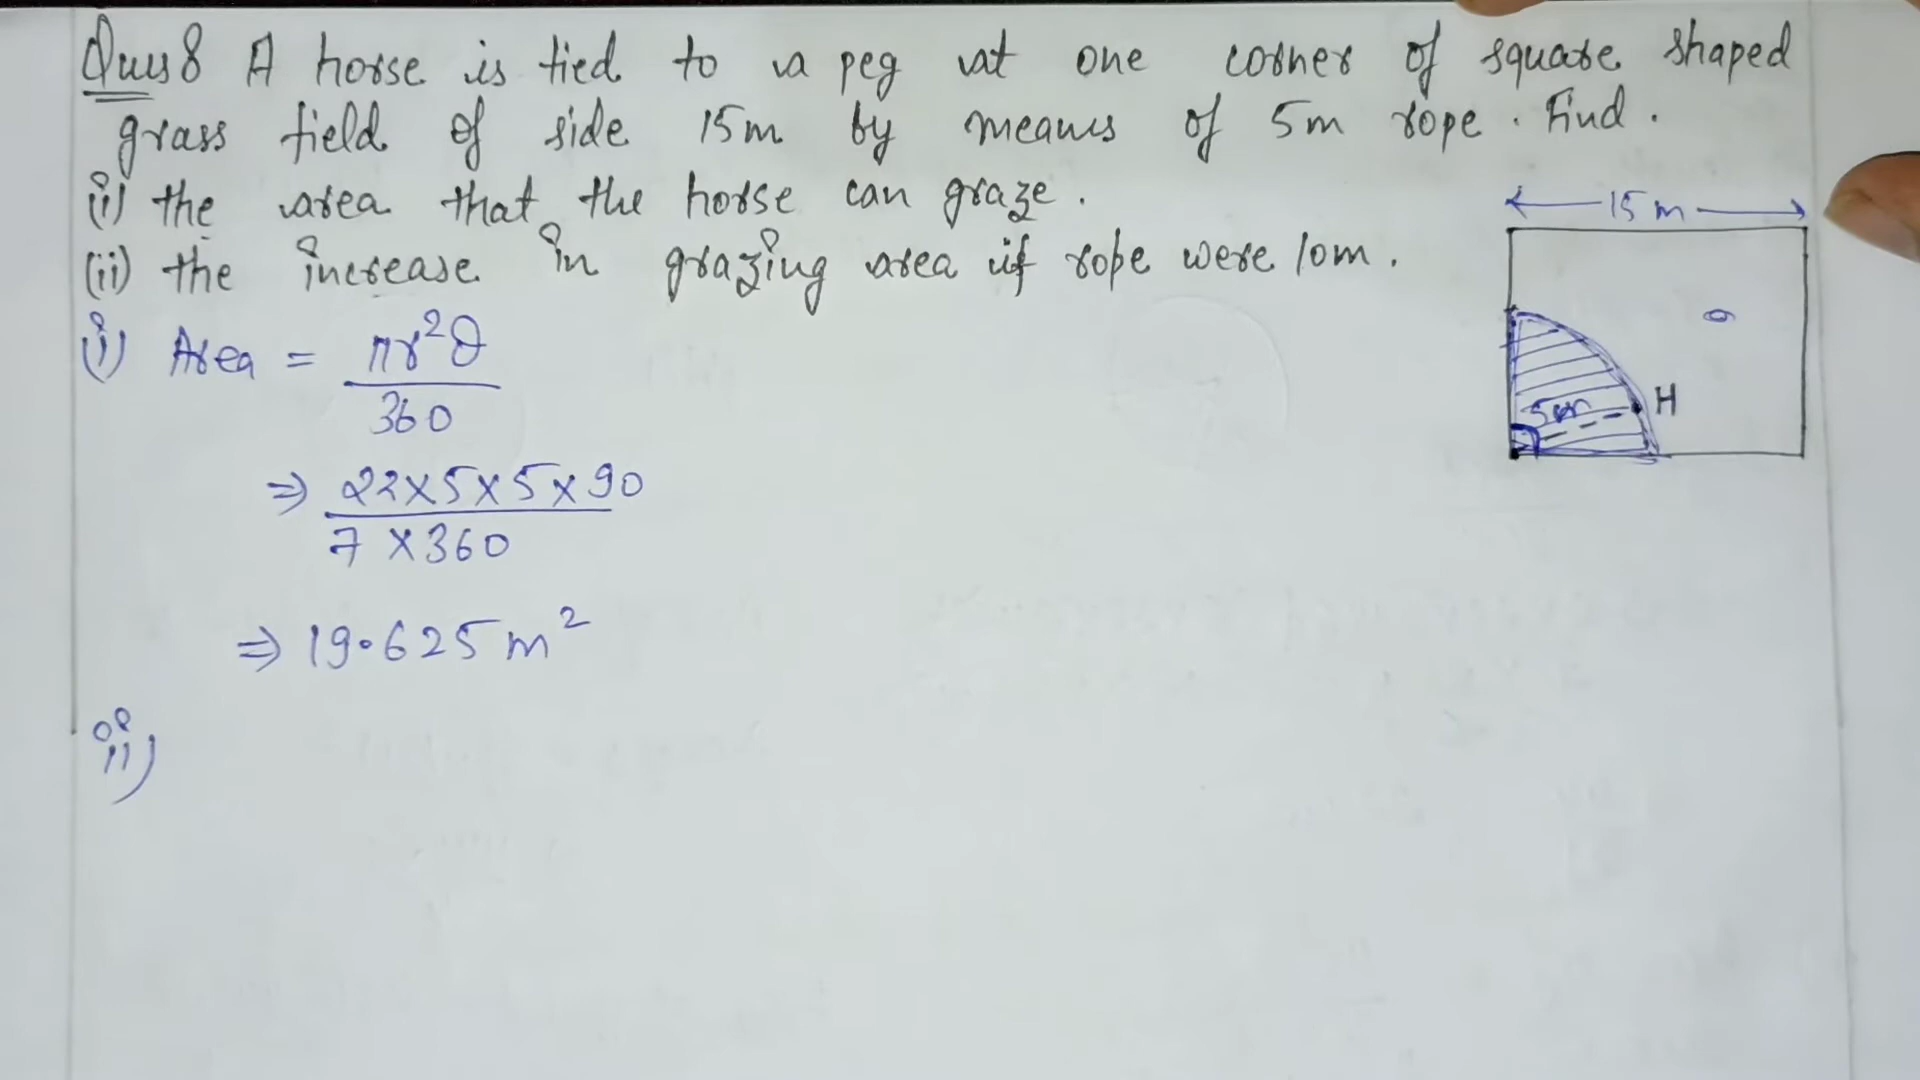 Ques 8 A horse is tied to a peg at one corner of square shaped
grass field of side 15m by means of 5m rope. Find.
(i) the area that the horse can graze.
(ii) the increase in grazing area if rope were 10m.
15 m
i) Area = πr²θ
360
⇒ 22×5×5×90
7×360
5m
H
⇒ 19.625 m²
ii)